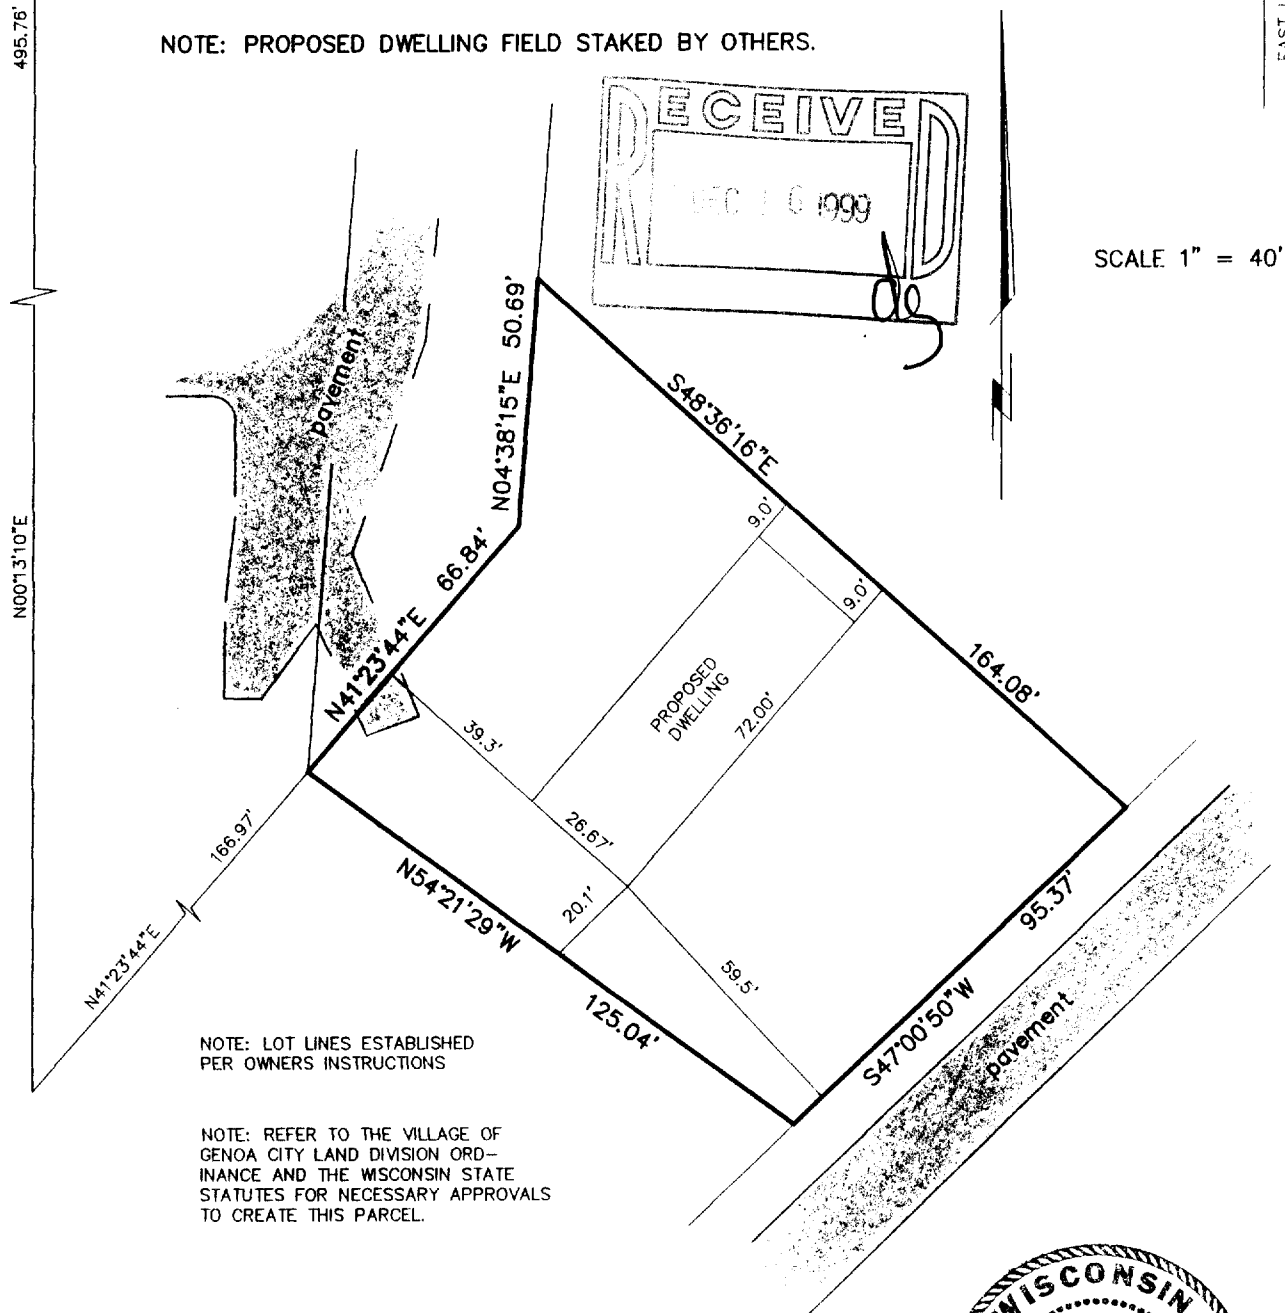 495.76'
NOTE: PROPOSED DWELLING FIELD STAKED BY OTHERS.
RECEIVED
DEC 16 1999
SCALE 1" = 40'
pavement
N04°38'15"E 50.69'
S48°36'16"E
N00°13'10"E
9.0'
9.0'
66.84'
N41°23'44"E
164.08'
PROPOSED
DWELLING
72.00'
39.3'
166.97'
26.67'
N54°21'29"W
20.1'
95.37'
N41°23'44"E
59.5'
125.04'
S47°00'50"W
pavement
NOTE: LOT LINES ESTABLISHED
PER OWNERS INSTRUCTIONS
NOTE: REFER TO THE VILLAGE OF
GENOA CITY LAND DIVISION ORD-
INANCE AND THE WISCONSIN STATE
STATUTES FOR NECESSARY APPROVALS
TO CREATE THIS PARCEL.
WISCONSIN